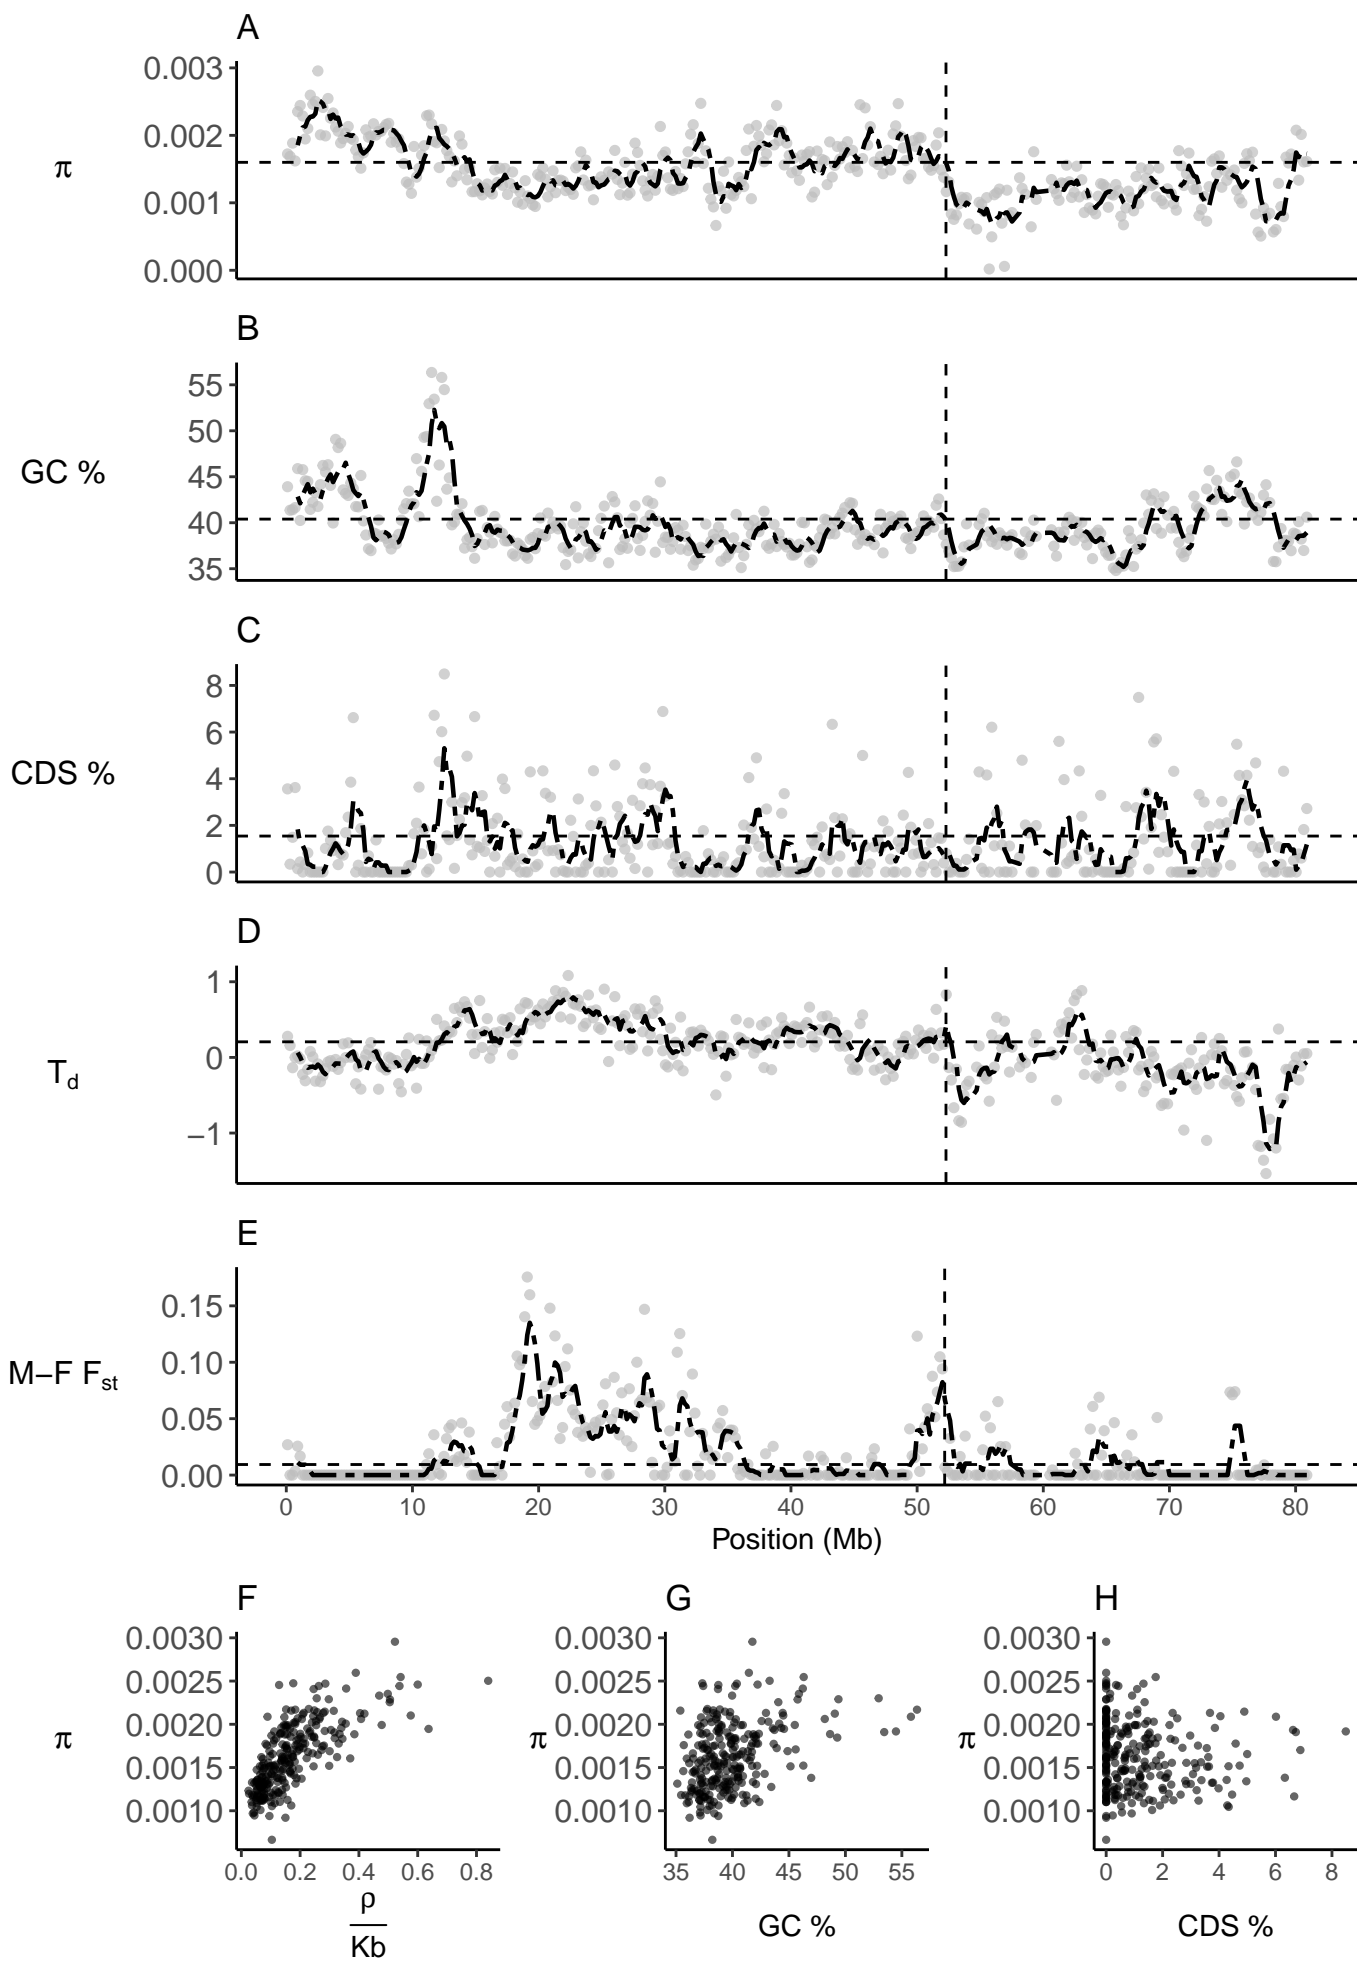 A
0.003
0.002
π
0.001
0.000
B
55
50
GC %
45
40
35
C
8
6
CDS %
4
2
0
D
1
0
Td
−1
E
0.15
0.10
M−F Fst
0.05
0.00
0 10 20 30 40 50 60 70 80
Position (Mb)
F G H
0.0030 0.0030 0.0030
0.0025 0.0025 0.0025
π 0.0020 π 0.0020 π 0.0020
0.0015 0.0015 0.0015
0.0010 0.0010 0.0010
0.0 0.2 0.4 0.6 0.8 35 40 45 50 55 0 2 4 6 8
ρ
Kb
GC % CDS %